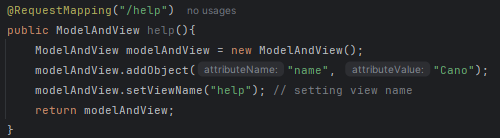 @RequestMapping("/help") no usages
public ModelAndView help(){
ModelAndView modelAndView = new ModelAndView();
modelAndView.addObject( attributeName: "name", attributeValue: "Cano");
modelAndView.setViewName("help"); // setting view name
return modelAndView;
}